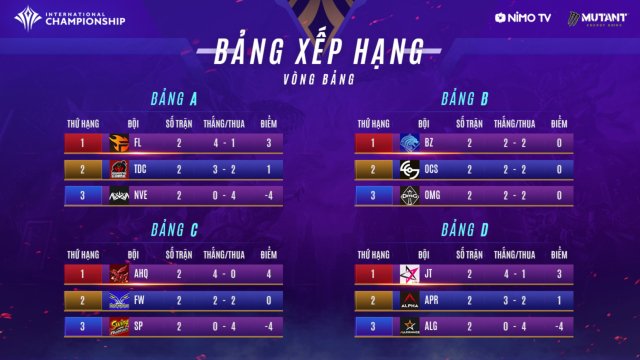 INTERNATIONAL
CHAMPIONSHIP
NIMO TV
MUTANT
ENERGY DRINK
BẢNG XẾP HẠNG
VÒNG BẢNG
BẢNG A
THỨ HẠNG ĐỘI SỐ TRẬN THẮNG/THUA ĐIỂM
1 FL 2 4 - 1 3
2 TDC 2 3 - 2 1
3 NVE 2 0 - 4 -4
BẢNG B
THỨ HẠNG ĐỘI SỐ TRẬN THẮNG/THUA ĐIỂM
1 BZ 2 2 - 2 0
2 OCS 2 2 - 2 0
3 OMG 2 2 - 2 0
BẢNG C
THỨ HẠNG ĐỘI SỐ TRẬN THẮNG/THUA ĐIỂM
1 AHQ 2 4 - 0 4
2 FW 2 2 - 2 0
3 SP 2 0 - 4 -4
BẢNG D
THỨ HẠNG ĐỘI SỐ TRẬN THẮNG/THUA ĐIỂM
1 JT 2 4 - 1 3
2 ALPHA APR 2 3 - 2 1
3 ALG 2 0 - 4 -4